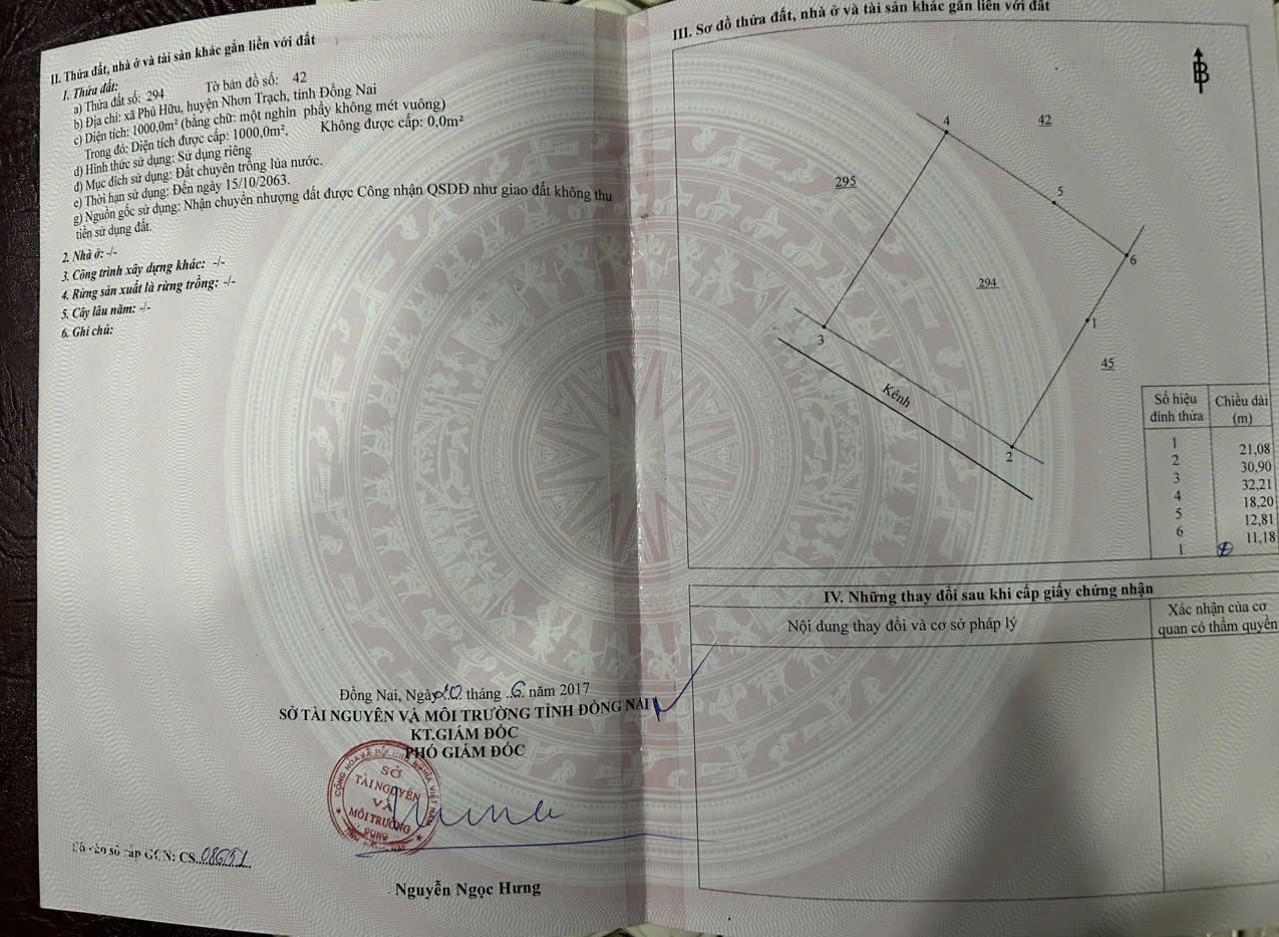 II. Thửa đất, nhà ở và tài sản khác gắn liền với đất
1. Thửa đất:
a) Thửa đất số: 294 Tờ bản đồ số: 42
b) Địa chỉ: xã Phú Hữu, huyện Nhơn Trạch, tỉnh Đồng Nai
c) Diện tích: 1000,0m² (bằng chữ: một nghìn phẩy không mét vuông)
Trong đó: Diện tích được cấp: 1000,0m². Không được cấp: 0,0m²
d) Hình thức sử dụng: Sử dụng riêng
đ) Mục đích sử dụng: Đất chuyên trồng lúa nước.
e) Thời hạn sử dụng: Đến ngày 15/10/2063.
g) Nguồn gốc sử dụng: Nhận chuyển nhượng đất được Công nhận QSDĐ như giao đất không thu
tiền sử dụng đất.
2. Nhà ở: -/-
3. Công trình xây dựng khác: -/-
4. Rừng sản xuất là rừng trồng: -/-
5. Cây lâu năm: -/-
6. Ghi chú:
Đồng Nai, Ngày 20 tháng 6 năm 2017
SỞ TÀI NGUYÊN VÀ MÔI TRƯỜNG TỈNH ĐỒNG NAI
KT.GIÁM ĐỐC
PHÓ GIÁM ĐỐC
SỞ
TÀI NGUYÊN
VÀ
MÔI TRƯỜNG
Nguyễn Ngọc Hưng
Số vào sổ cấp GCN: CS
III. Sơ đồ thửa đất, nhà ở và tài sản khác gắn liền với đất
B
4
42
295
5
6
294
1
3
45
Kênh
2
Số hiệu đỉnh thửa Chiều dài (m)
1
21,08
2
30,90
3
32,21
4
18,20
5
12,81
6
11,18
1
IV. Những thay đổi sau khi cấp giấy chứng nhận
Nội dung thay đổi và cơ sở pháp lý
Xác nhận của cơ
quan có thẩm quyền